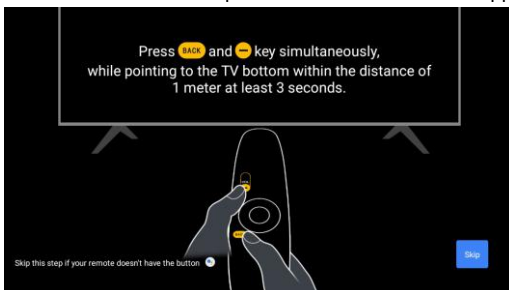 Press BACK and − key simultaneously,
while pointing to the TV bottom within the distance of
1 meter at least 3 seconds.
Skip this step if your remote doesn't have the button
Skip